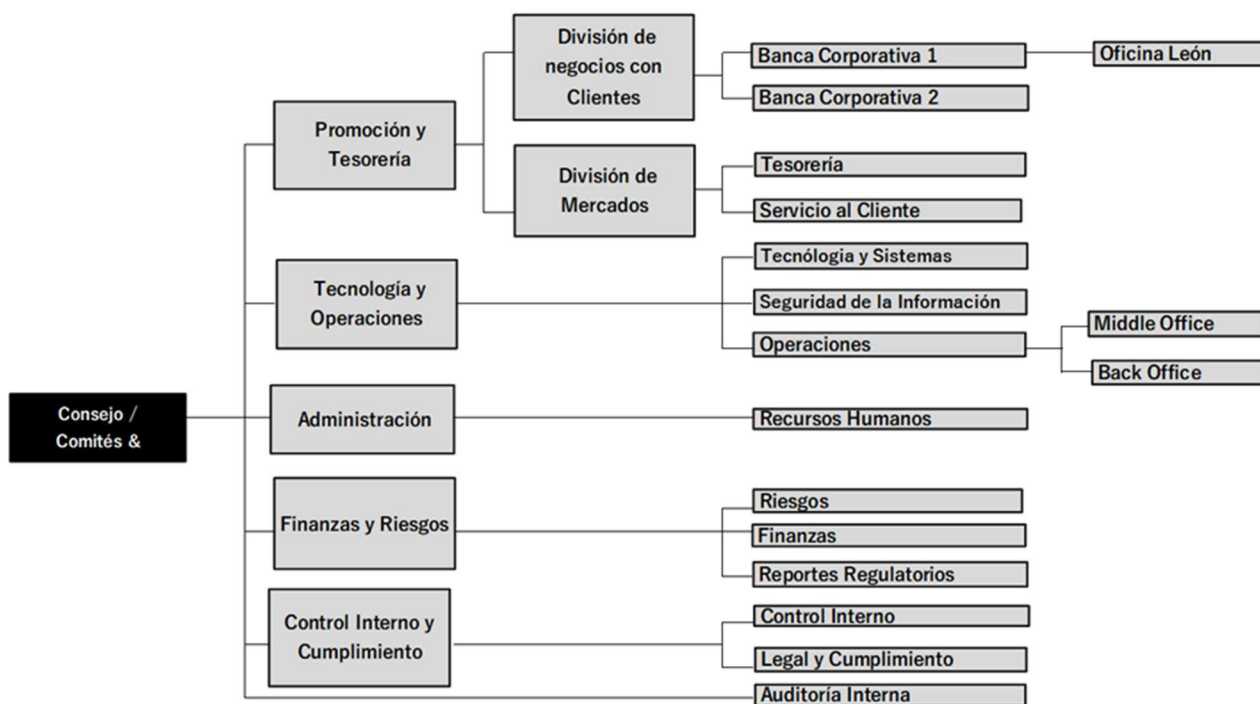 División de
negocios con
Clientes
Banca Corporativa 1
Oficina León
Banca Corporativa 2
Promoción y
Tesorería
División de
Mercados
Tesorería
Servicio al Cliente
Tecnología y
Operaciones
Tecnólogia y Sistemas
Seguridad de la Información
Operaciones
Middle Office
Back Office
Consejo /
Comités &
Administración
Recursos Humanos
Finanzas y Riesgos
Riesgos
Finanzas
Reportes Regulatorios
Control Interno y
Cumplimiento
Control Interno
Legal y Cumplimiento
Auditoría Interna